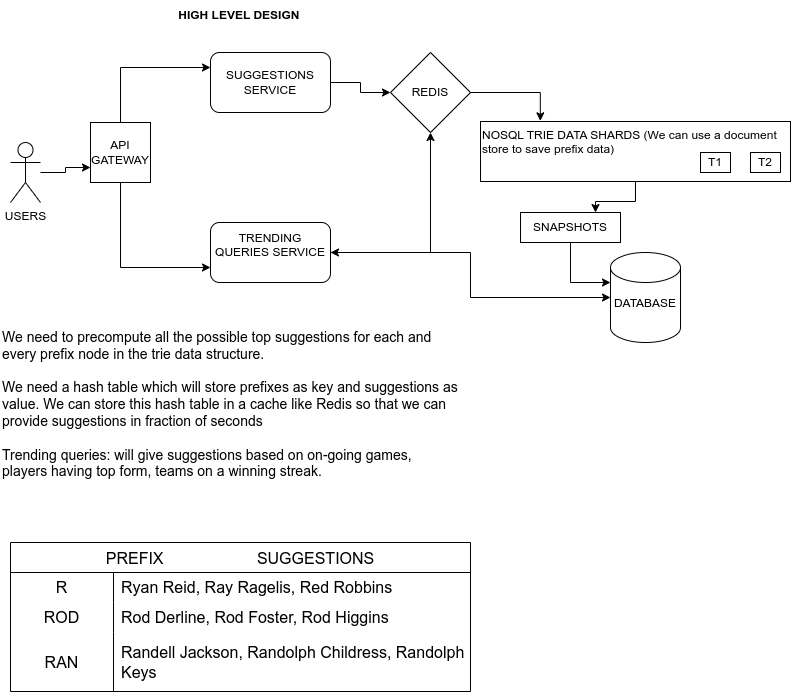 HIGH LEVEL DESIGN
SUGGESTIONS
SERVICE
REDIS
API
GATEWAY
NOSQL TRIE DATA SHARDS (We can use a document
store to save prefix data)
T1
T2
USERS
TRENDING
QUERIES SERVICE
SNAPSHOTS
DATABASE
We need to precompute all the possible top suggestions for each and
every prefix node in the trie data structure.
We need a hash table which will store prefixes as key and suggestions as
value. We can store this hash table in a cache like Redis so that we can
provide suggestions in fraction of seconds
Trending queries: will give suggestions based on on-going games,
players having top form, teams on a winning streak.
PREFIX SUGGESTIONS
R Ryan Reid, Ray Ragelis, Red Robbins
ROD Rod Derline, Rod Foster, Rod Higgins
RAN Randell Jackson, Randolph Childress, Randolph
Keys